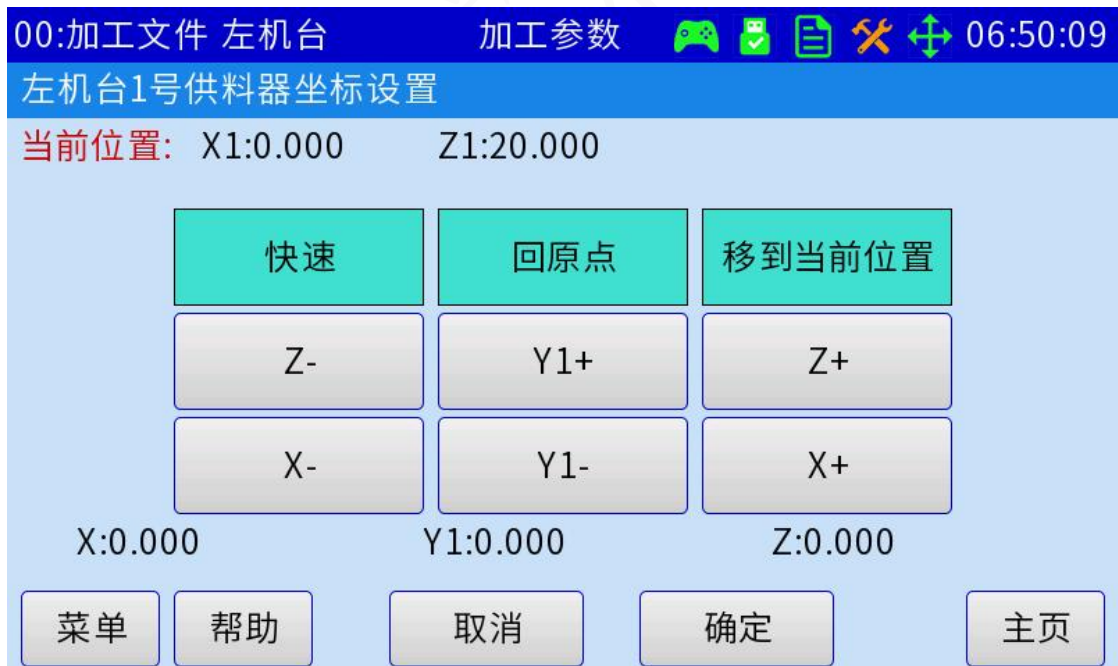 00:加工文件 左机台 加工参数 06:50:09
左机台1号供料器坐标设置
当前位置: X1:0.000 Z1:20.000
快速 回原点 移到当前位置
Z- Y1+ Z+
X- Y1- X+
X:0.000 Y1:0.000 Z:0.000
菜单 帮助 取消 确定 主页